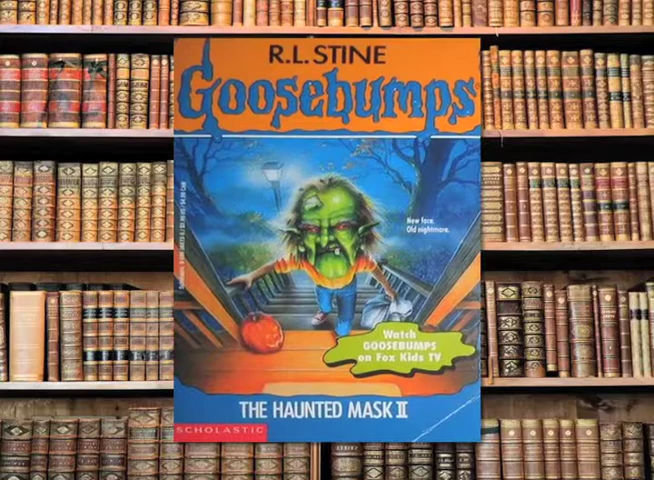 R.L. STINE
Goosebumps
New face.
Old nightmare.
Watch
GOOSEBUMPS
on Fox Kids TV
THE HAUNTED MASK II
SCHOLASTIC